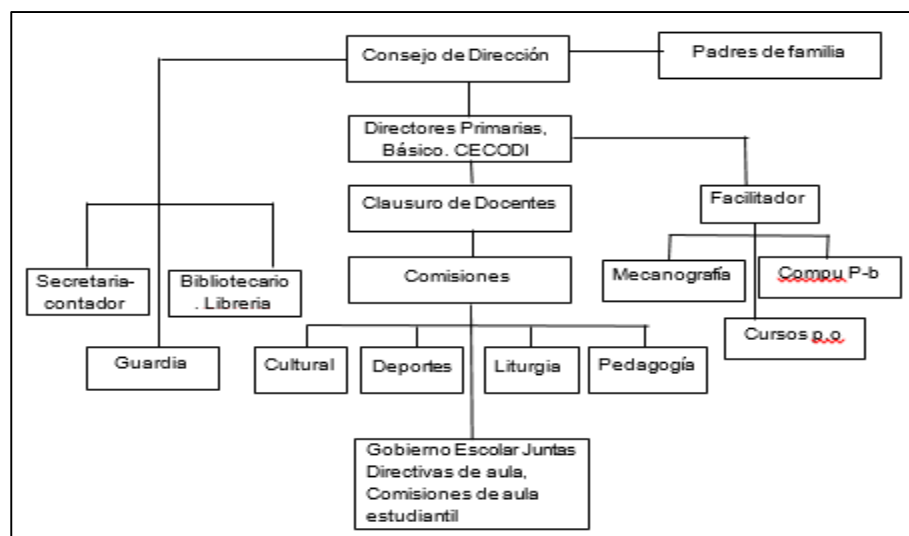 Consejo de Dirección
Padres de familia
Directores Primarias,
Básico. CECODI
Clausuro de Docentes
Facilitador
Secretaria-
contador
Bibliotecario
. Libreria
Comisiones
Mecanografía
Compu P-b
Guardia
Cultural
Deportes
Liturgia
Pedagogía
Cursos p.o
Gobierno Escolar Juntas
Directivas de aula,
Comisiones de aula
estudiantil